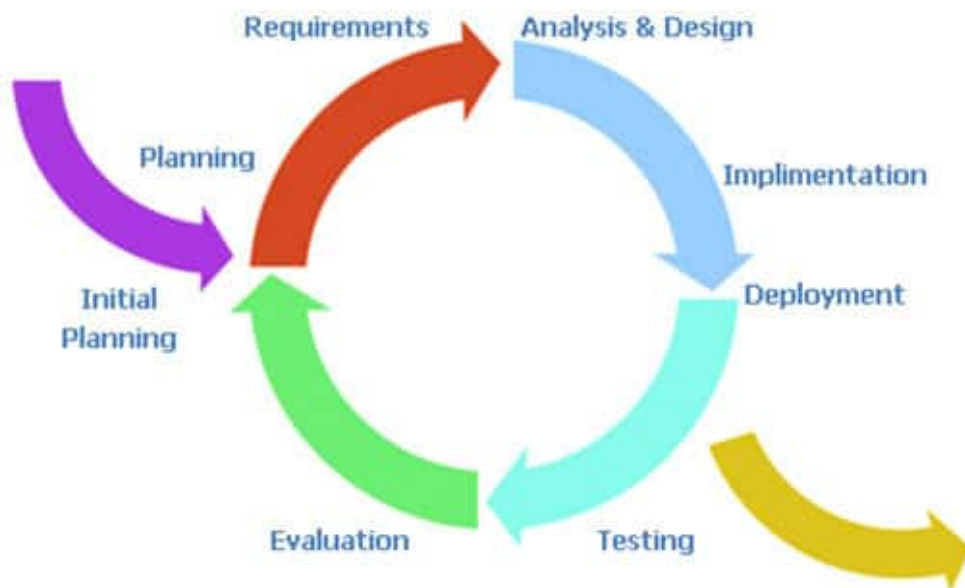 Requirements
Analysis & Design
Planning
Implimentation
Initial
Planning
Deployment
Evaluation
Testing